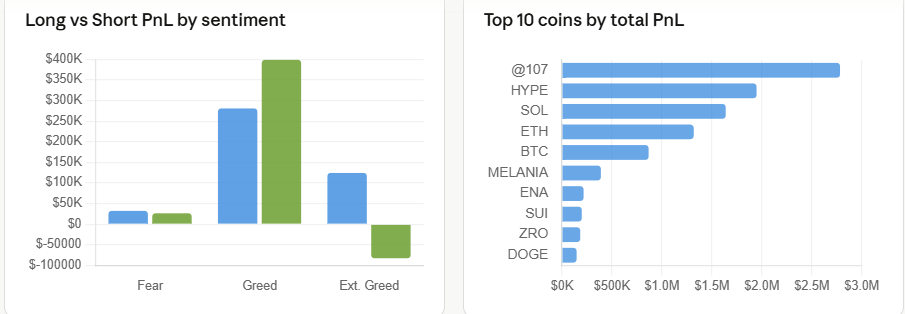 Long vs Short PnL by sentiment
$400K
$350K
$300K
$250K
$200K
$150K
$100K
$50K
$0
$-50000
$-100000
Fear Greed Ext. Greed
Top 10 coins by total PnL
@107
HYPE
SOL
ETH
BTC
MELANIA
ENA
SUI
ZRO
DOGE
$0K $500K $1.0M $1.5M $2.0M $2.5M $3.0M